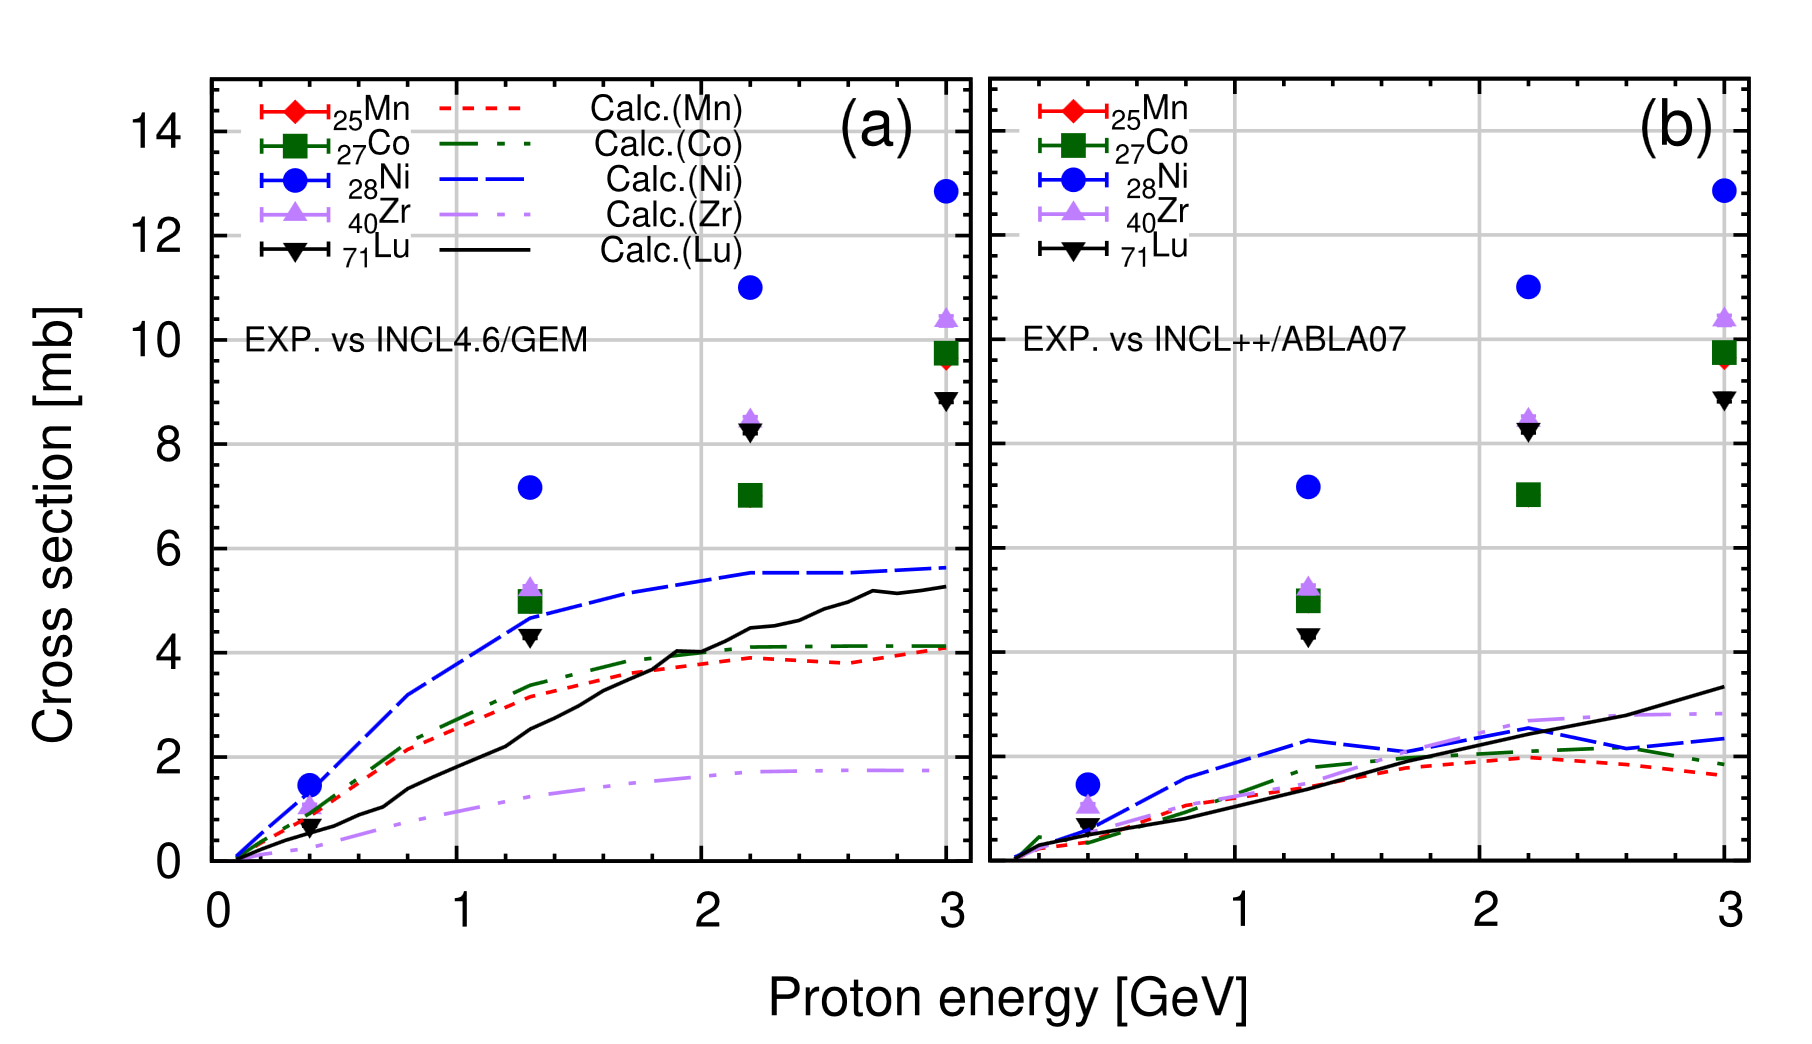 25Mn Calc.(Mn) (a)
27Co Calc.(Co)
28Ni Calc.(Ni)
40Zr Calc.(Zr)
71Lu Calc.(Lu)
EXP. vs INCL4.6/GEM
25Mn (b)
27Co
28Ni
40Zr
71Lu
EXP. vs INCL++/ABLA07
Cross section [mb]
14
12
10
8
6
4
2
0
0 1 2 3
1 2 3
Proton energy [GeV]